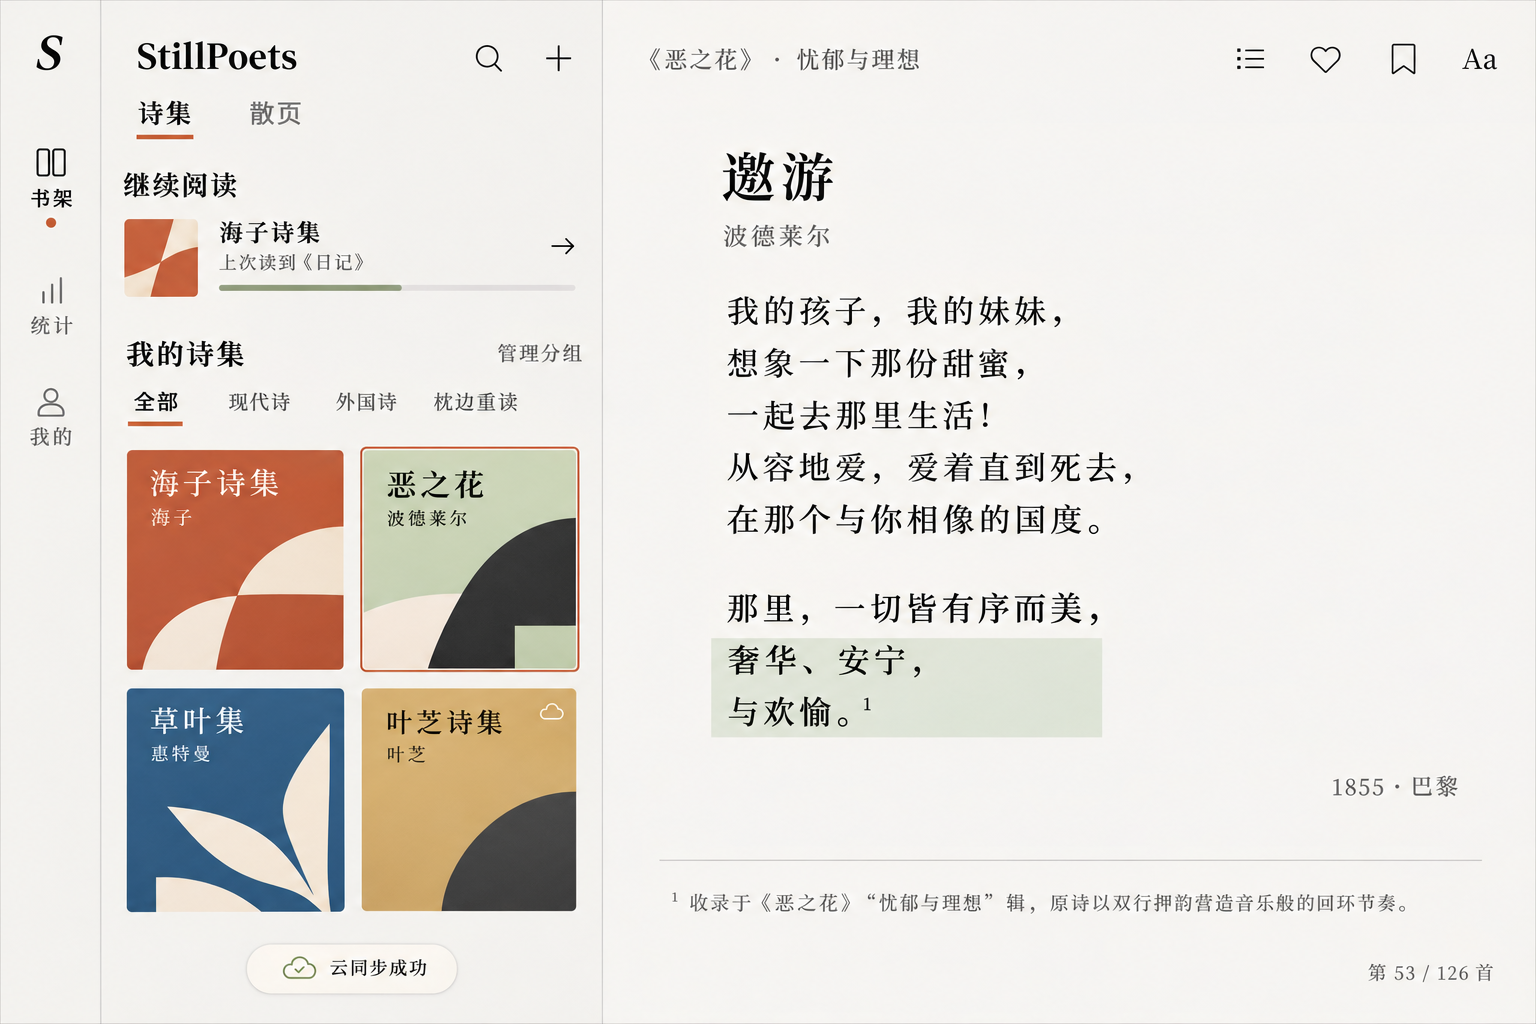 S
书架
统计
我的
StillPoets
诗集
散页
继续阅读
海子诗集
上次读到《日记》
我的诗集
管理分组
全部
现代诗
外国诗
枕边重读
海子诗集
海子
恶之花
波德莱尔
草叶集
惠特曼
叶芝诗集
叶芝
云同步成功
《恶之花》 · 忧郁与理想
Aa
邀游
波德莱尔
我的孩子，我的妹妹，
想象一下那份甜蜜，
一起去那里生活！
从容地爱，爱着直到死去，
在那个与你相像的国度。
那里，一切皆有序而美，
奢华、安宁，
与欢愉。¹
1855 · 巴黎
¹ 收录于《恶之花》“忧郁与理想”辑，原诗以双行押韵营造音乐般的回环节奏。
第 53 / 126 首